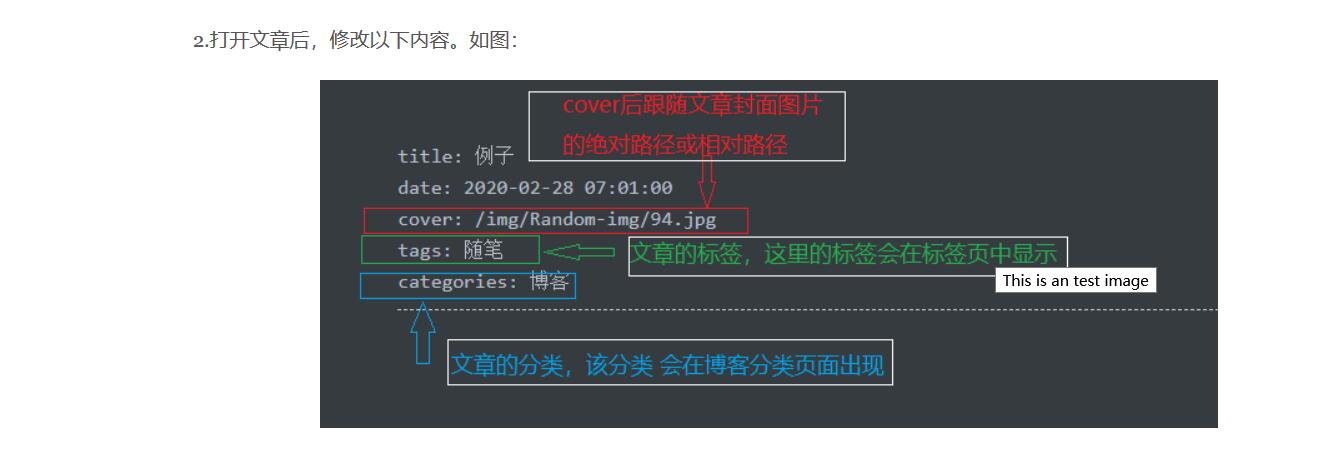 2.打开文章后，修改以下内容。如图：
cover后跟随文章封面图片
的绝对路径或相对路径
title: 例子
date: 2020-02-28 07:01:00
cover: /img/Random-img/94.jpg
tags: 随笔
文章的标签，这里的标签会在标签页中显示
This is an test image
categories: 博客
文章的分类，该分类 会在博客分类页面出现